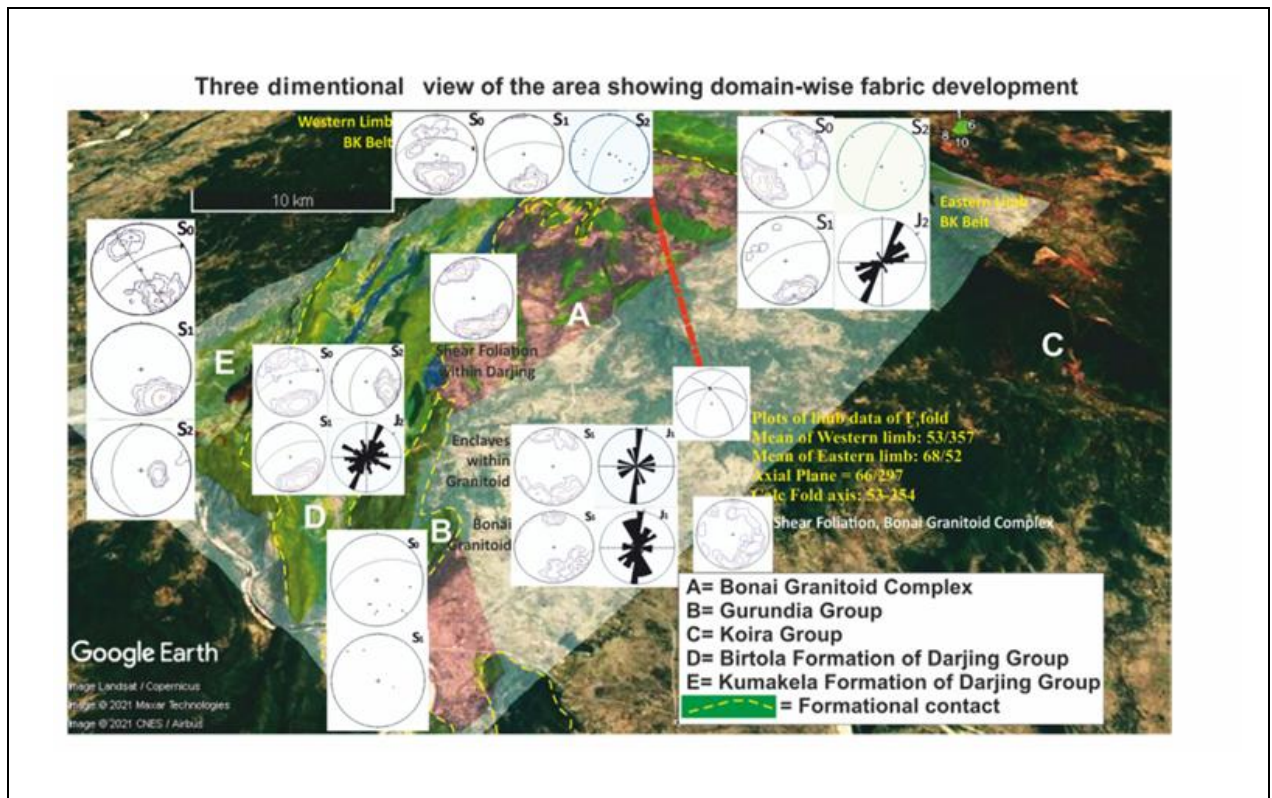 Three dimentional view of the area showing domain-wise fabric development
Western Limb
BK Belt
S0
S1
S2
10 km
S0
S2
S1
J2
Eastern Limb
BK Belt
1
6
8
10
S0
S1
S2
E
S0
S2
S1
J2
A
Shear Foliation
within Darjing
C
Plots of limb data of F, fold
Mean of Western limb: 53/357
Mean of Eastern limb: 68/52
Axial Plane = 66/297
Calc Fold axis: 53-354
Enclaves
within
Granitoid
S1
J1
Bonai
Granitoid
S1
J1
Shear Foliation, Bonai Granitoid Complex
D
B
S0
S1
A= Bonai Granitoid Complex
B= Gurundia Group
C= Koira Group
D= Birtola Formation of Darjing Group
E= Kumakela Formation of Darjing Group
= Formational contact
Google Earth
Image Landsat / Copernicus
Image © 2021 Maxar Technologies
Image © 2021 CNES / Airbus